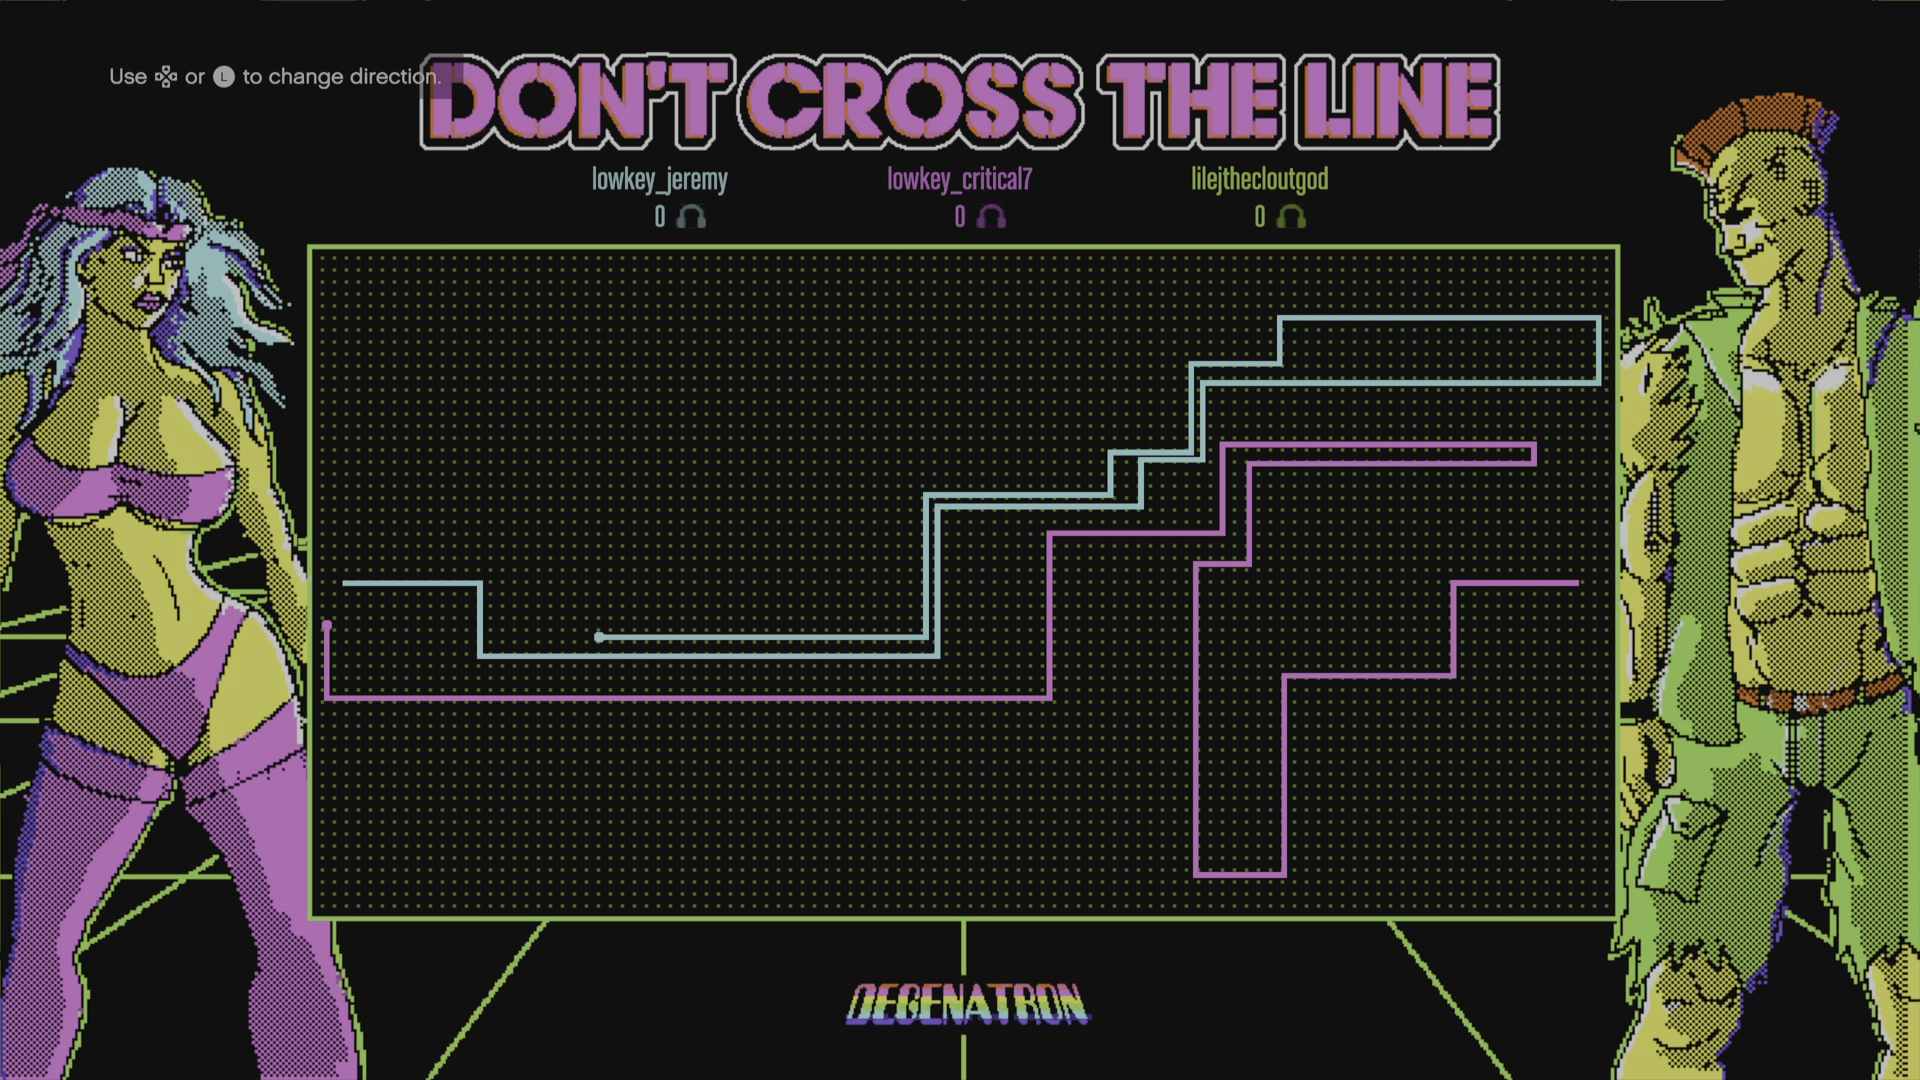 Use or L to change direction.
DON'T CROSS THE LINE
lowkey_jeremy lowkey_critical7 lilejthecloutgod
0 0 0
DEGENATRON